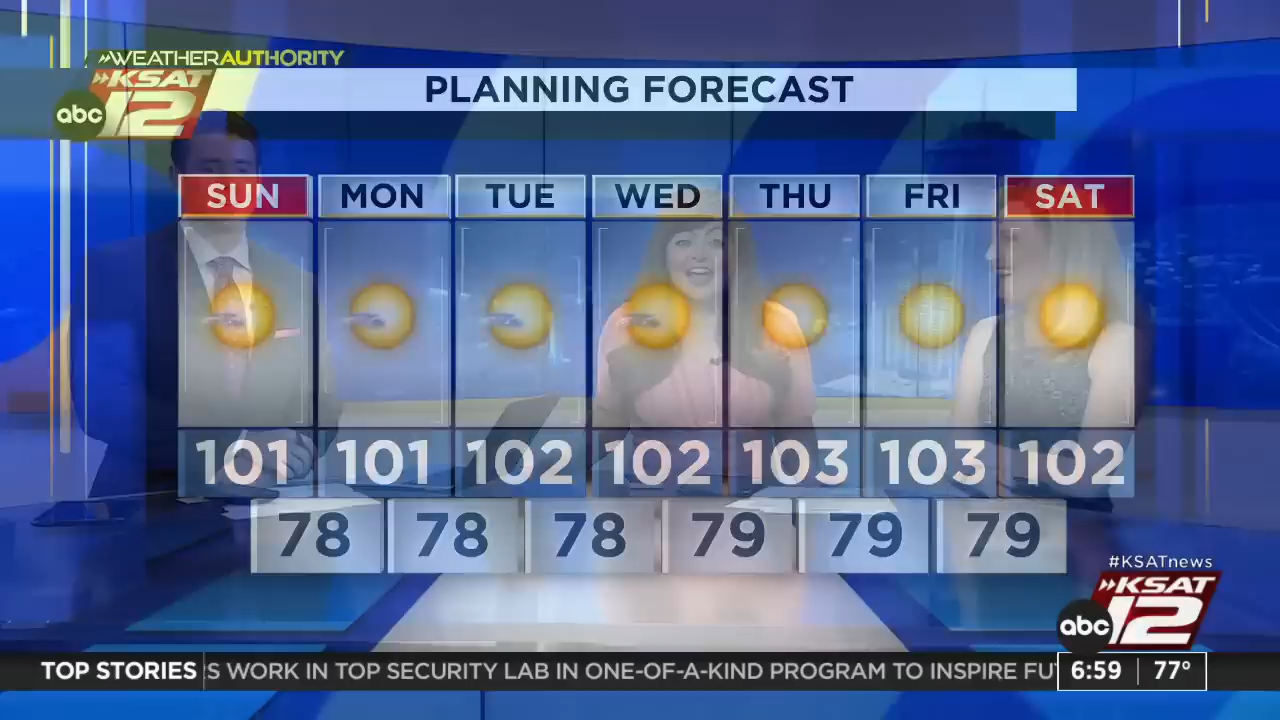 »WEATHERAUTHORITY
»KSAT
abc 12
PLANNING FORECAST
SUN MON TUE WED THU FRI SAT
101 101 102 102 103 103 102
78 78 78 79 79 79
#KSATnews
»KSAT
abc 12
TOP STORIES S WORK IN TOP SECURITY LAB IN ONE-OF-A-KIND PROGRAM TO INSPIRE FU 6:59 77°